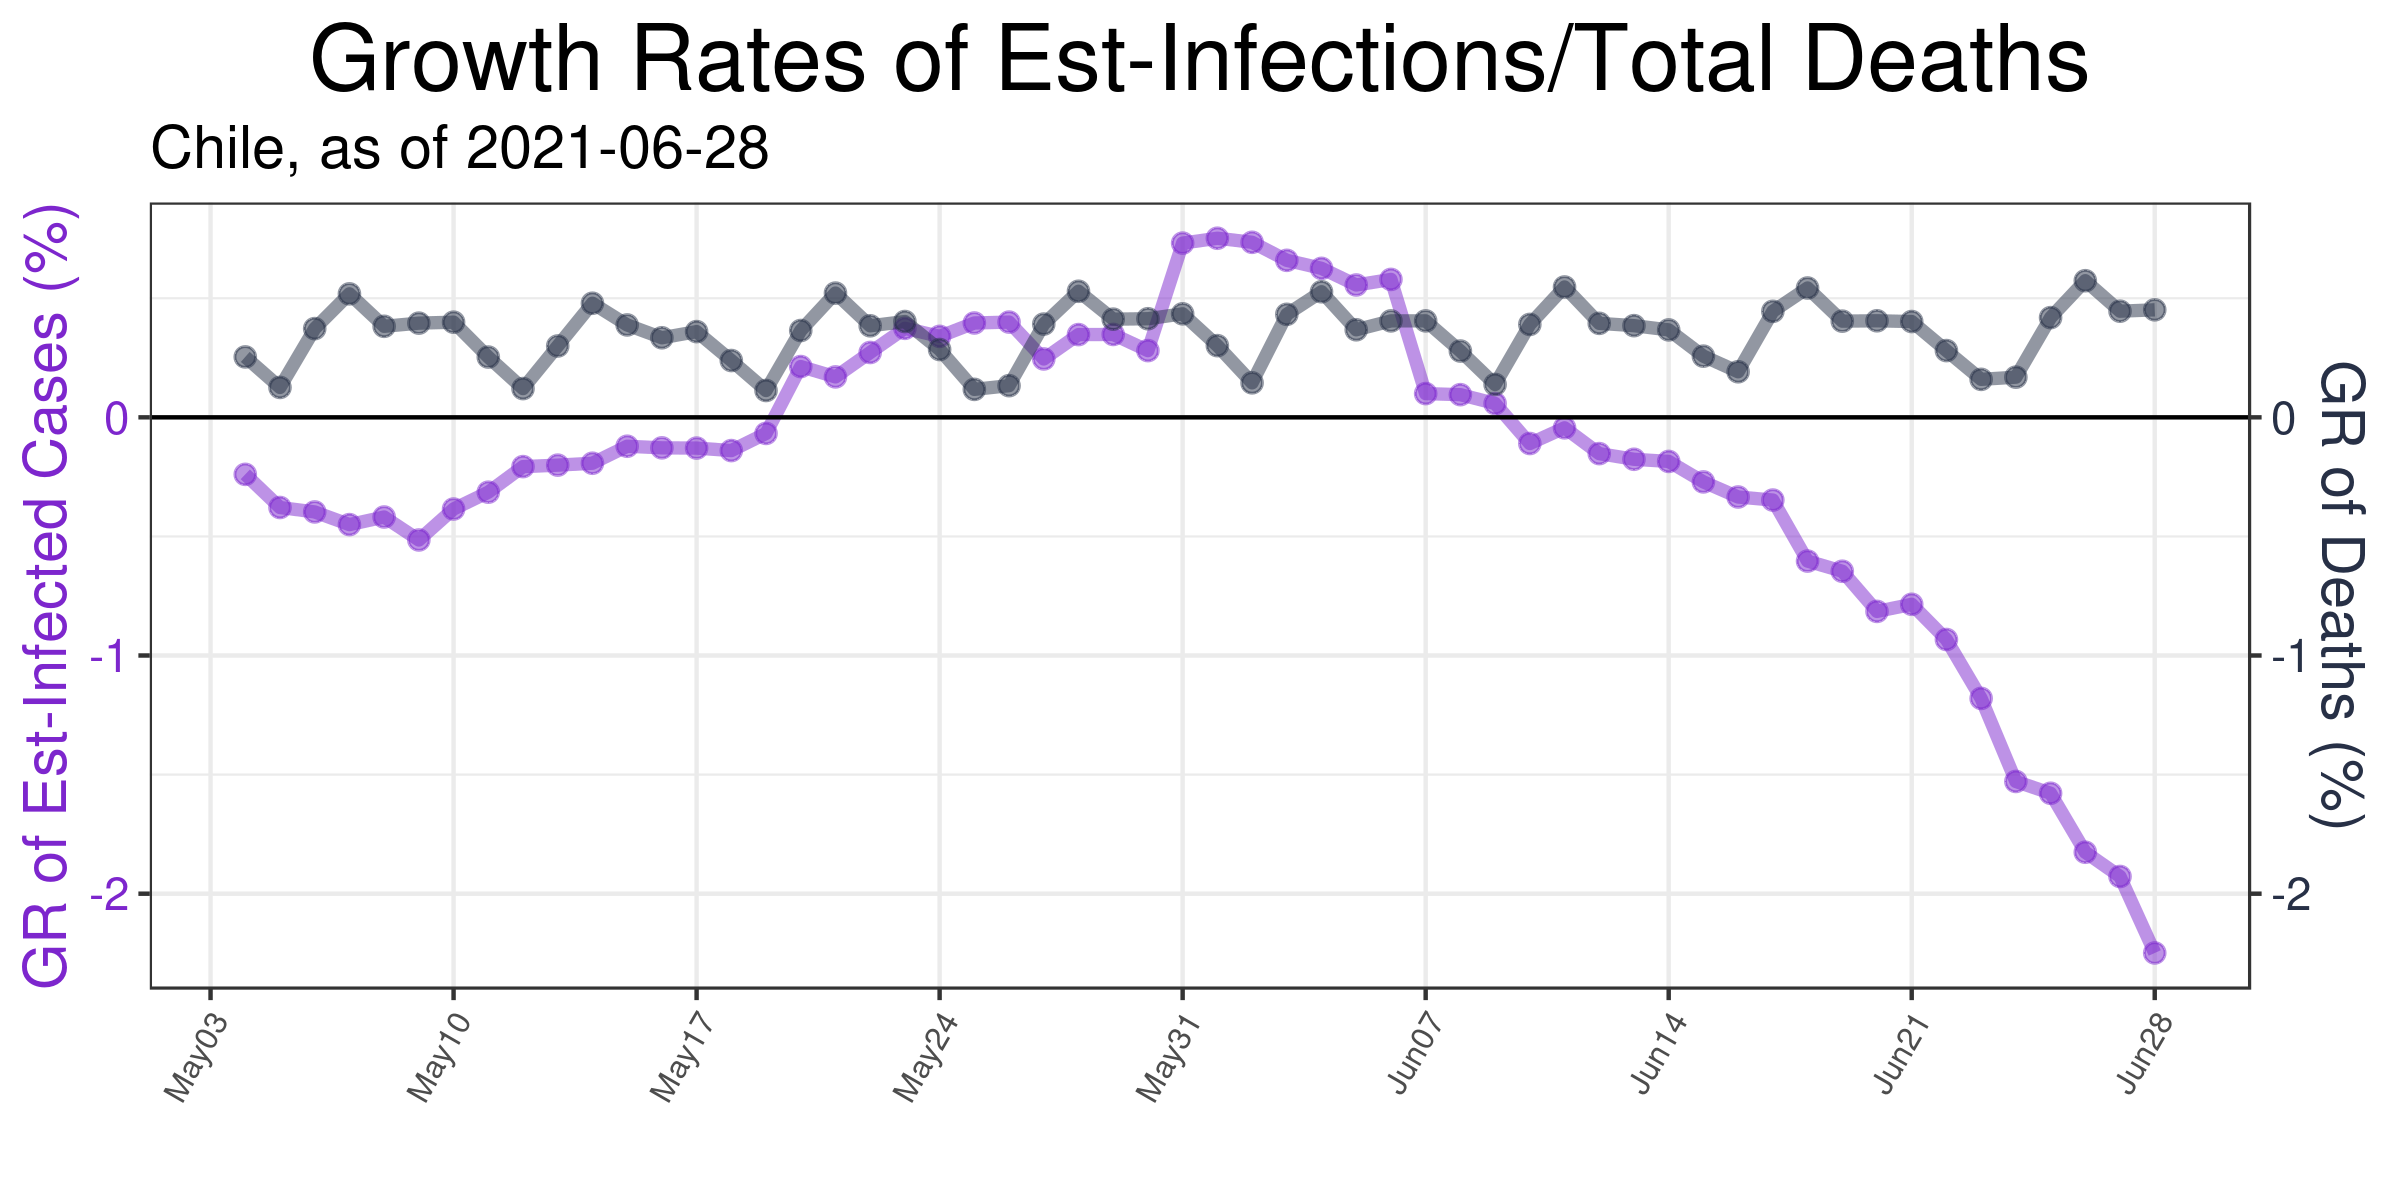 Growth Rates of Est-Infections/Total Deaths
Chile, as of 2021-06-28
GR of Est-Infected Cases (%)
0
-1
-2
0
-1
-2
GR of Deaths (%)
May03
May10
May17
May24
May31
Jun07
Jun14
Jun21
Jun28